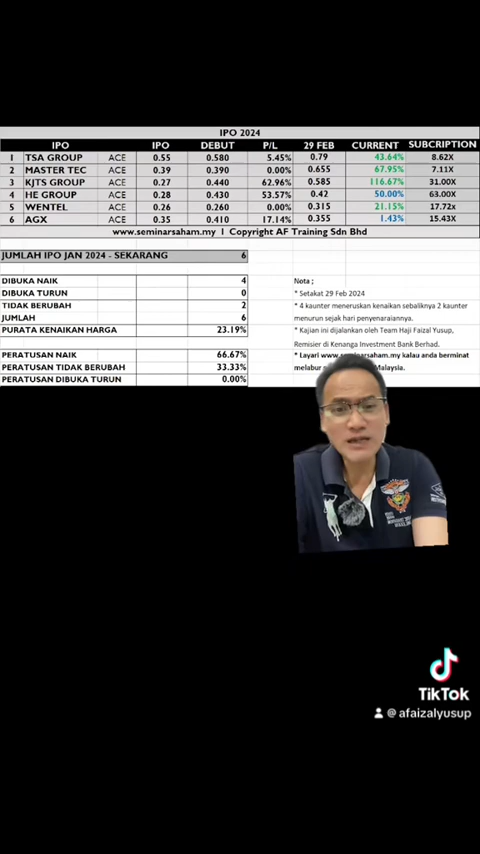 IPO 2024
IPO IPO DEBUT P/L 29 FEB CURRENT SUBCRIPTION
1 TSA GROUP ACE 0.55 0.580 5.45% 0.79 43.64% 8.62X
2 MASTER TEC ACE 0.39 0.390 0.00% 0.655 67.95% 7.11X
3 KJTS GROUP ACE 0.27 0.440 62.96% 0.585 116.67% 31.00X
4 HE GROUP ACE 0.28 0.430 53.57% 0.42 50.00% 63.00X
5 WENTEL ACE 0.26 0.260 0.00% 0.315 21.15% 17.72x
6 AGX ACE 0.35 0.410 17.14% 0.355 1.43% 15.43X
www.seminarsaham.my I Copyright AF Training Sdn Bhd
JUMLAH IPO JAN 2024 - SEKARANG 6
DIBUKA NAIK 4
DIBUKA TURUN 0
TIDAK BERUBAH 2
JUMLAH 6
PURATA KENAIKAN HARGA 23.19%
PERATUSAN NAIK 66.67%
PERATUSAN TIDAK BERUBAH 33.33%
PERATUSAN DIBUKA TURUN 0.00%
Nota ;
* Setakat 29 Feb 2024
* 4 kaunter meneruskan kenaikan sebaliknya 2 kaunter
menurun sejak hari penyenaraiannya.
* Kajian ini dijalankan oleh Team Haji Faizal Yusup,
Remisier di Kenanga Investment Bank Berhad.
* Layari www.seminarsaham.my kalau anda berminat
melabur Malaysia.
TikTok
@ afaizalyusup